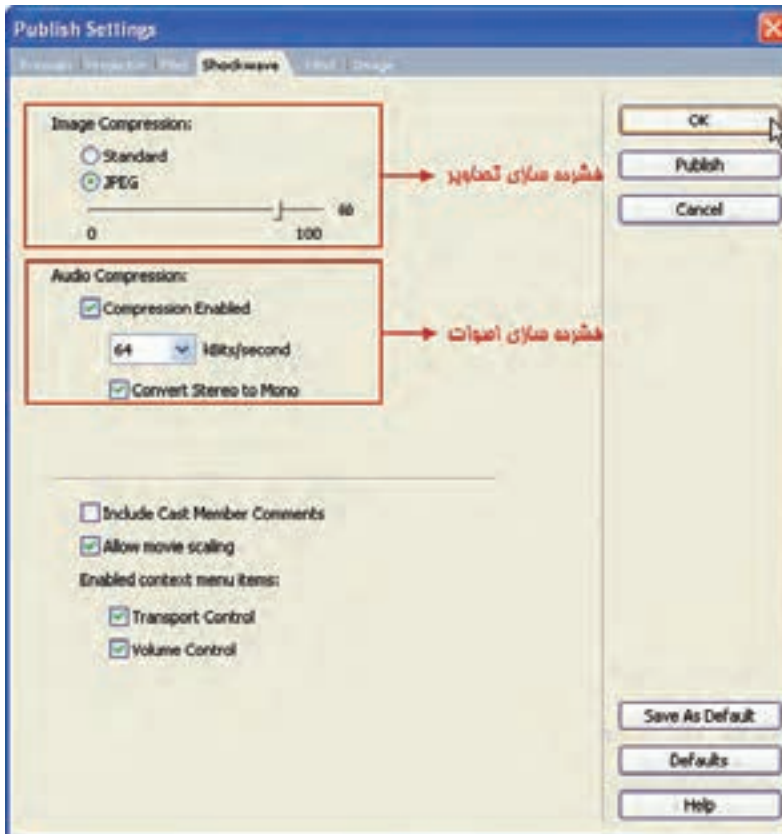 Publish Settings
Shockwave
Image Compression:
Standard
JPEG
0
100
فشرده سازی تصاویر
Audio Compression:
Compression Enabled
64 kBits/second
Convert Stereo to Mono
فشرده سازی اصوات
Include Cast Member Comments
Allow movie scaling
Enabled context menu items:
Transport Control
Volume Control
OK
Publish
Cancel
Save As Default
Defaults
Help